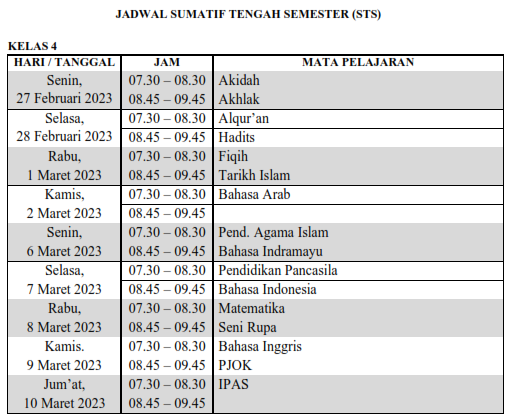 JADWAL SUMATIF TENGAH SEMESTER (STS)
KELAS 4
HARI / TANGGAL JAM MATA PELAJARAN
Senin, 07.30 – 08.30 Akidah
27 Februari 2023 08.45 – 09.45 Akhlak
Selasa, 07.30 – 08.30 Alqur'an
28 Februari 2023 08.45 – 09.45 Hadits
Rabu, 07.30 – 08.30 Fiqih
1 Maret 2023 08.45 – 09.45 Tarikh Islam
Kamis, 07.30 – 08.30 Bahasa Arab
2 Maret 2023 08.45 – 09.45
Senin, 07.30 – 08.30 Pend. Agama Islam
6 Maret 2023 08.45 – 09.45 Bahasa Indramayu
Selasa, 07.30 – 08.30 Pendidikan Pancasila
7 Maret 2023 08.45 – 09.45 Bahasa Indonesia
Rabu, 07.30 – 08.30 Matematika
8 Maret 2023 08.45 – 09.45 Seni Rupa
Kamis. 07.30 – 08.30 Bahasa Inggris
9 Maret 2023 08.45 – 09.45 PJOK
Jum'at, 07.30 – 08.30 IPAS
10 Maret 2023 08.45 – 09.45